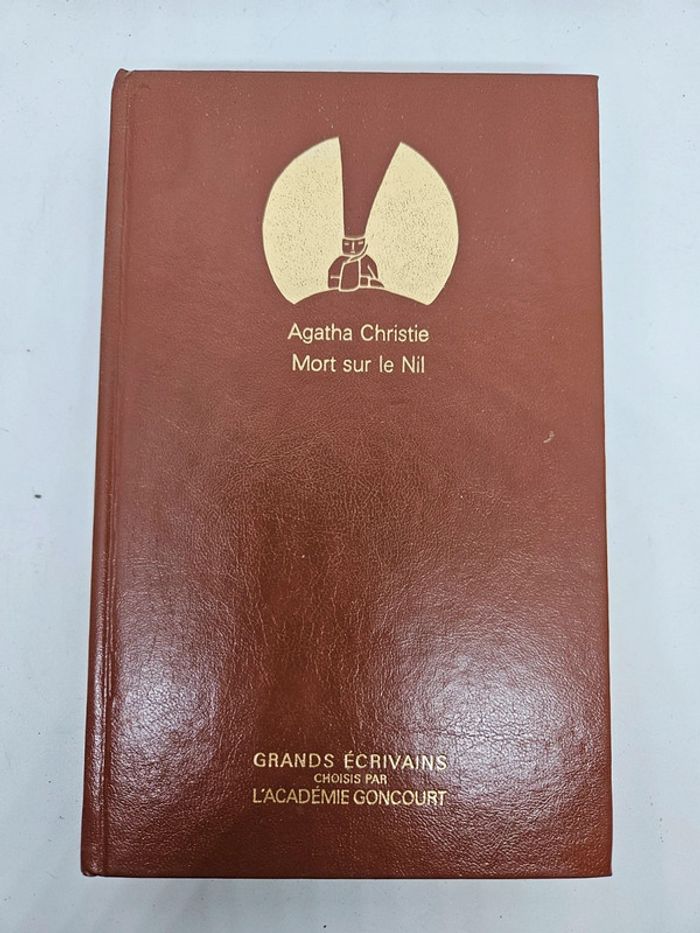 Agatha Christie
Mort sur le Nil
GRANDS ÉCRIVAINS
CHOISIS PAR
L'ACADÉMIE GONCOURT